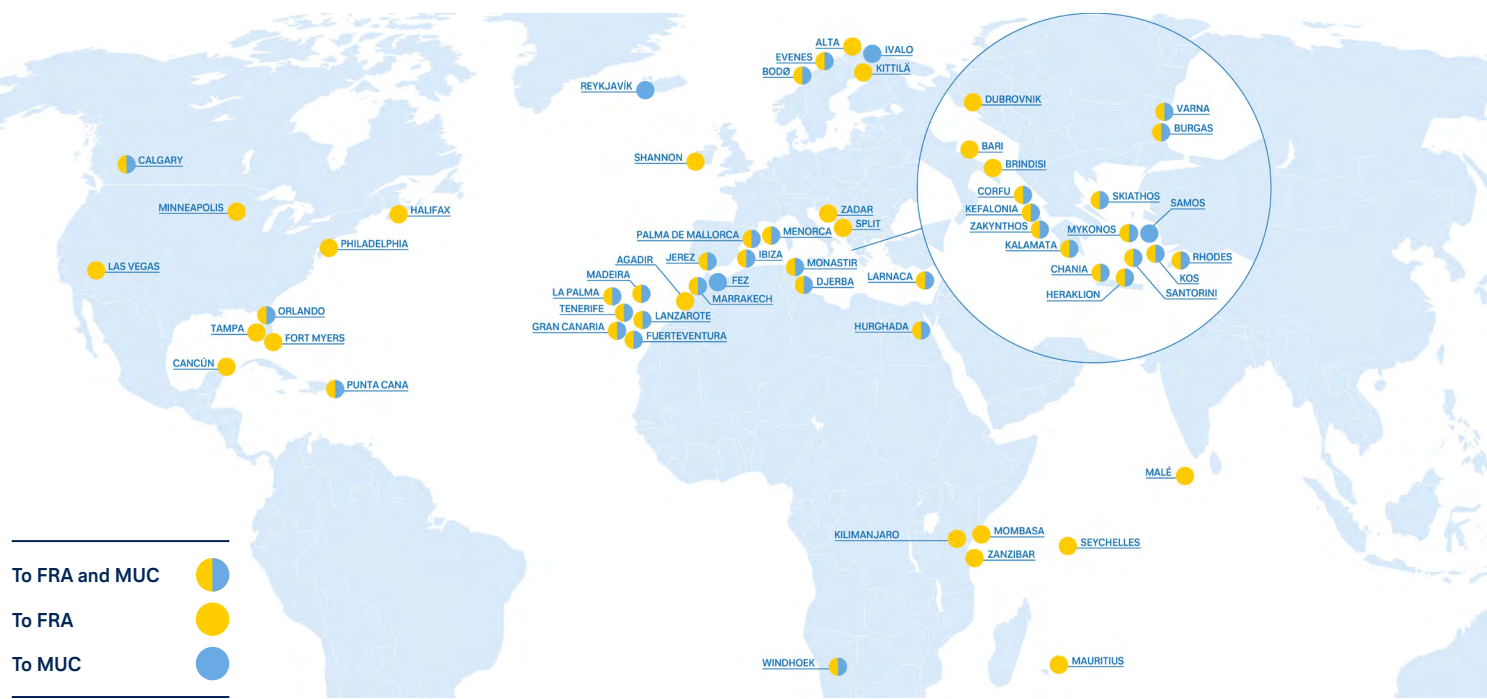 ALTA
IVALO
EVENES
KITTILÄ
BODØ
REYKJAVÍK
DUBROVNIK
VARNA
BURGAS
BARI
BRINDISI
SHANNON
CALGARY
CORFU
SKIATHOS
SAMOS
KEFALONIA
ZAKYNTHOS
MYKONOS
KALAMATA
RHODES
CHANIA
KOS
HERAKLION
SANTORINI
MINNEAPOLIS
HALIFAX
ZADAR
SPLIT
PALMA DE MALLORCA
MENORCA
PHILADELPHIA
LAS VEGAS
AGADIR
JEREZ
IBIZA
MONASTIR
MADEIRA
FEZ
DJERBA
LARNACA
LA PALMA
MARRAKECH
TENERIFE
LANZAROTE
GRAN CANARIA
FUERTEVENTURA
HURGHADA
ORLANDO
TAMPA
FORT MYERS
CANCÚN
PUNTA CANA
MALÉ
KILIMANJARO
MOMBASA
ZANZIBAR
SEYCHELLES
WINDHOEK
MAURITIUS
To FRA and MUC
To FRA
To MUC